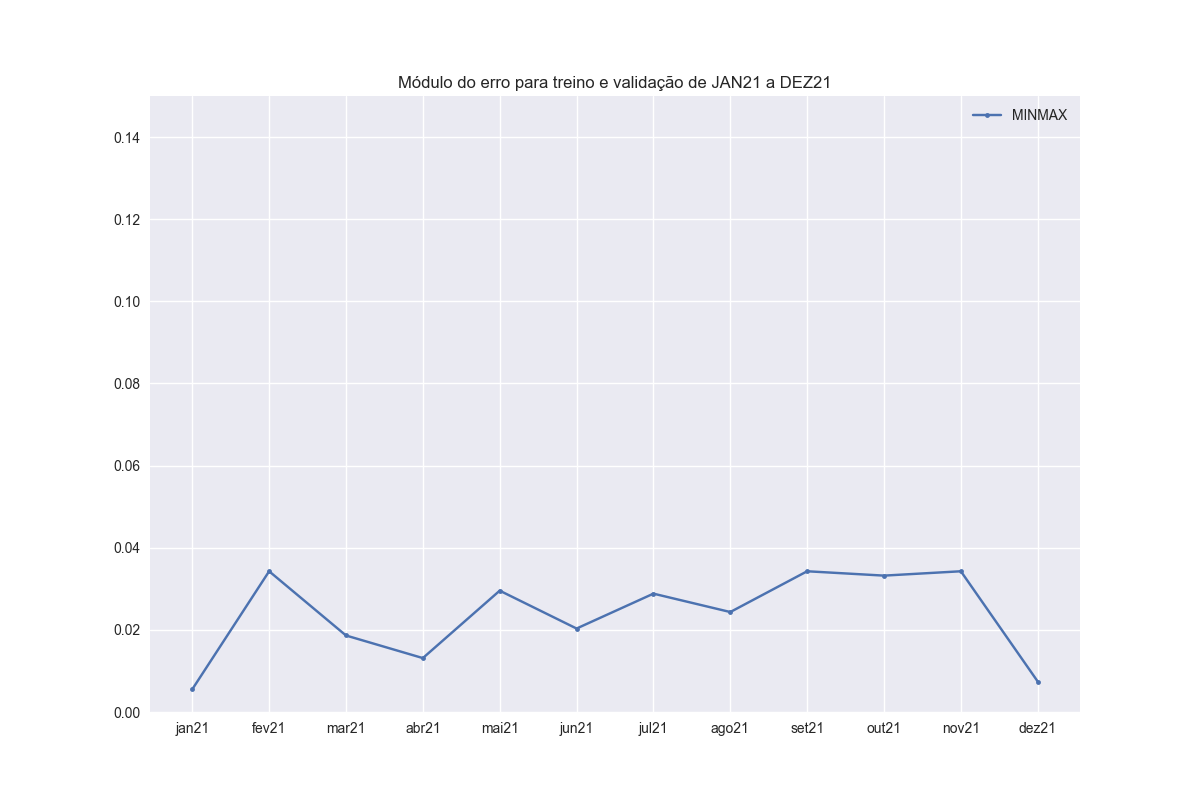 Módulo do erro para treino e validação de JAN21 a DEZ21
MINMAX
0.14
0.12
0.10
0.08
0.06
0.04
0.02
0.00
jan21 fev21 mar21 abr21 mai21 jun21 jul21 ago21 set21 out21 nov21 dez21